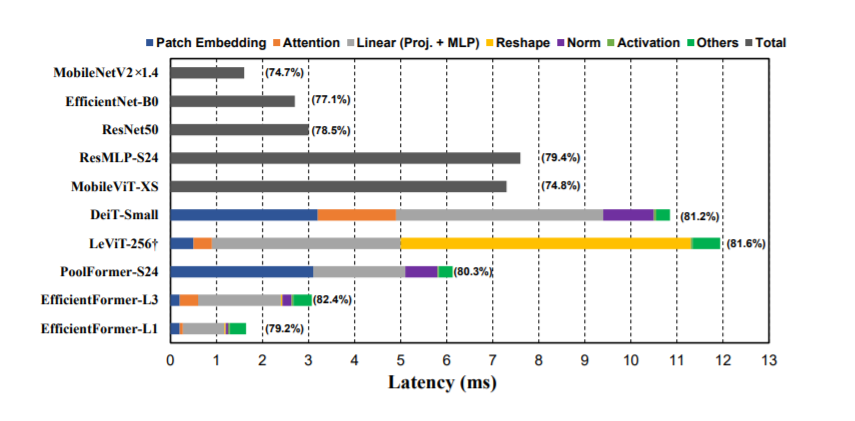 Patch Embedding Attention Linear (Proj. + MLP) Reshape Norm Activation Others Total
MobileNetV2×1.4 (74.7%)
EfficientNet-B0 (77.1%)
ResNet50 (78.5%)
ResMLP-S24 (79.4%)
MobileViT-XS (74.8%)
DeiT-Small (81.2%)
LeViT-256† (81.6%)
PoolFormer-S24 (80.3%)
EfficientFormer-L3 (82.4%)
EfficientFormer-L1 (79.2%)
0 1 2 3 4 5 6 7 8 9 10 11 12 13
Latency (ms)